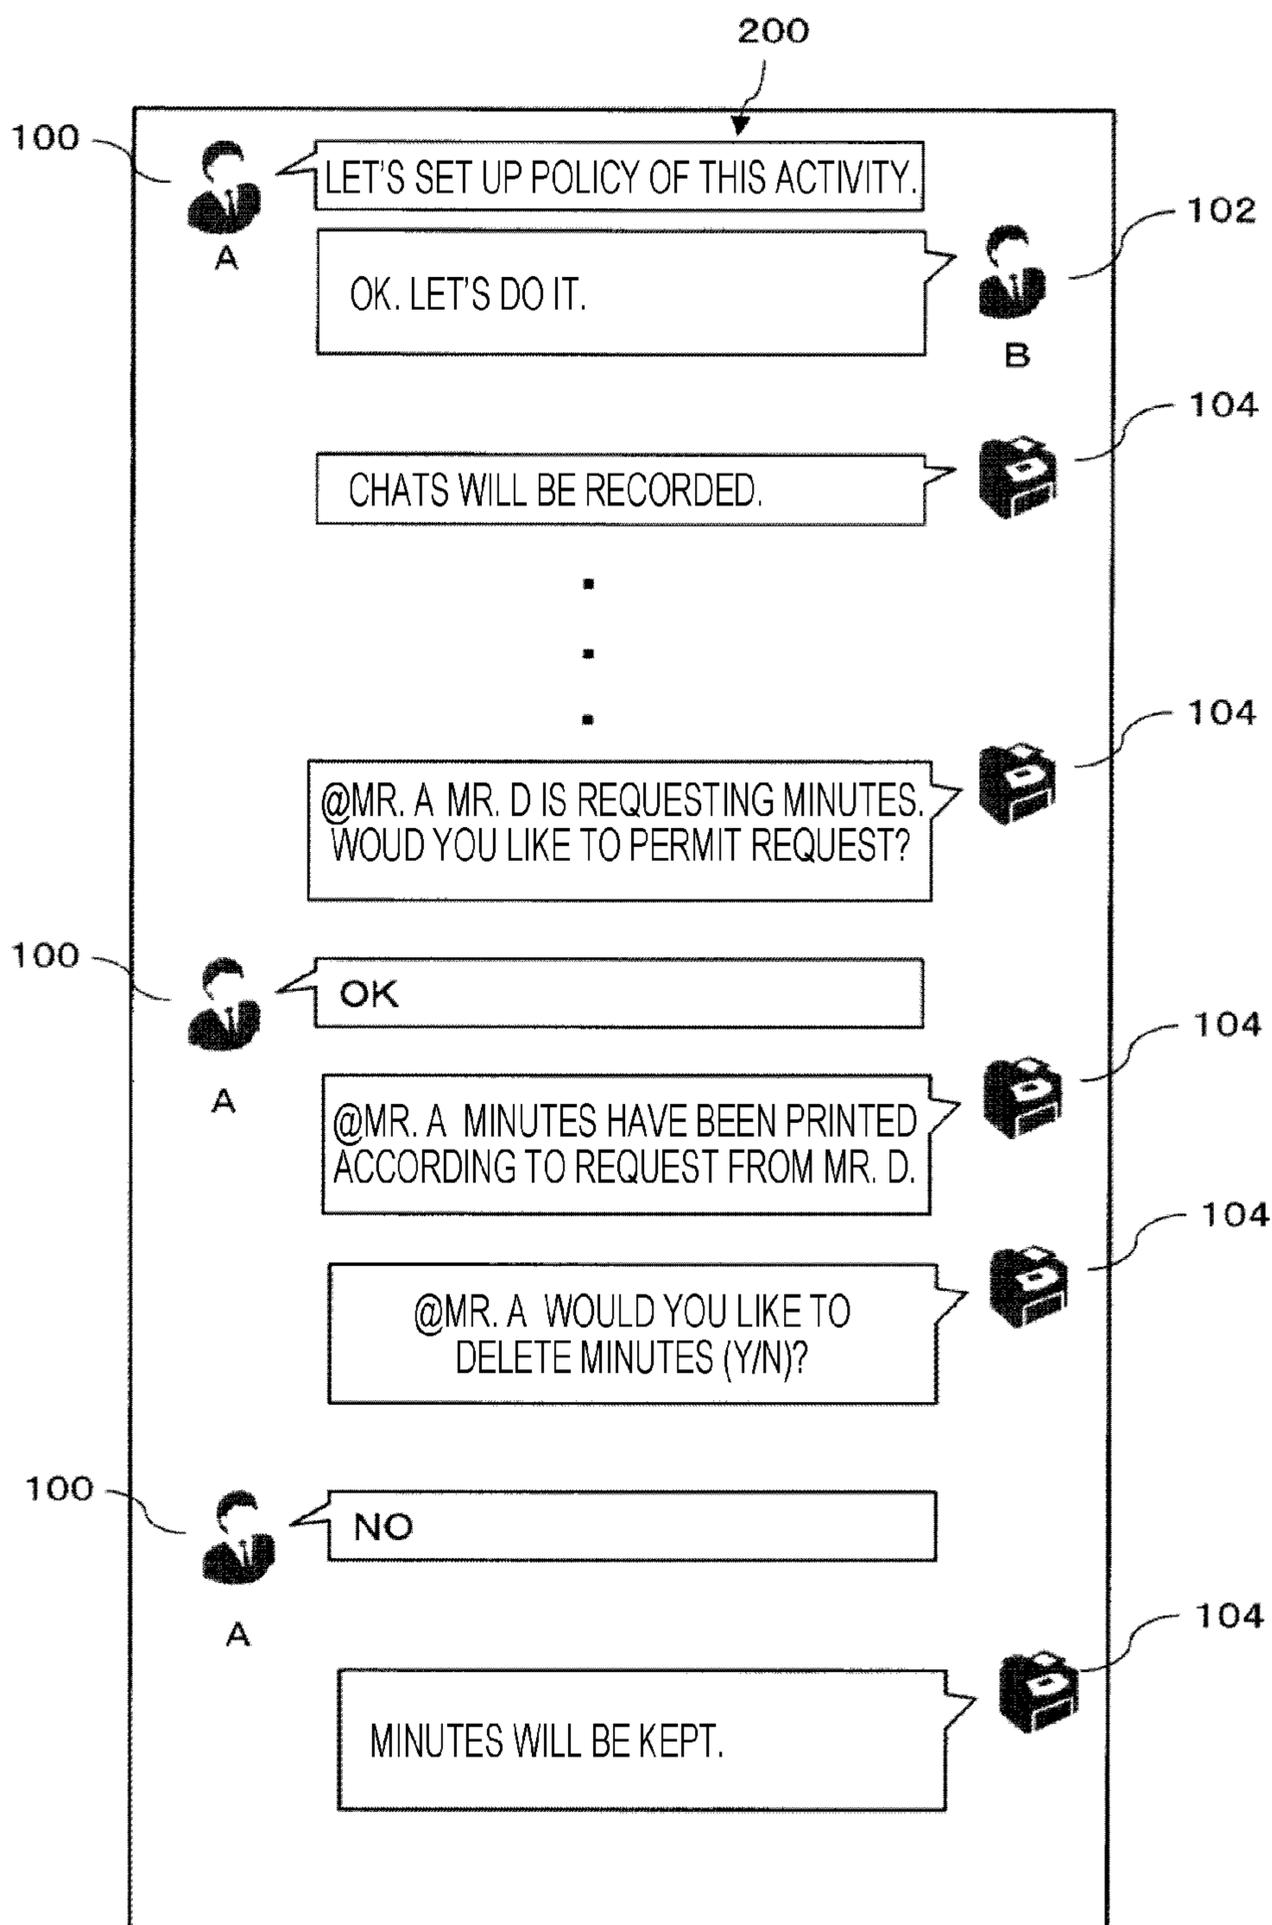 200
100
LET'S SET UP POLICY OF THIS ACTIVITY.
A
102
OK. LET'S DO IT.
B
104
CHATS WILL BE RECORDED.
104
@MR. A MR. D IS REQUESTING MINUTES.
WOUD YOU LIKE TO PERMIT REQUEST?
100
OK
A
104
@MR. A MINUTES HAVE BEEN PRINTED
ACCORDING TO REQUEST FROM MR. D.
104
@MR. A WOULD YOU LIKE TO
DELETE MINUTES (Y/N)?
100
NO
A
104
MINUTES WILL BE KEPT.